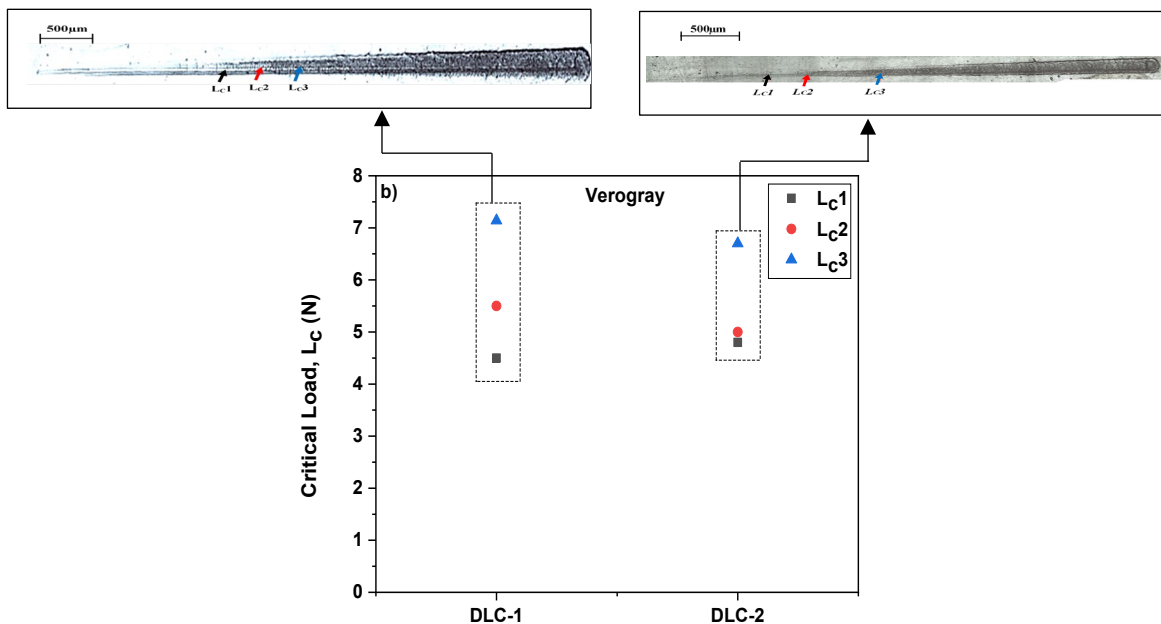 500μm
Lc1 Lc2 Lc3
500μm
Lc1 Lc2 Lc3
b) Verogray
LC1
LC2
LC3
Critical Load, LC (N)
8
7
6
5
4
3
2
1
0
DLC-1 DLC-2